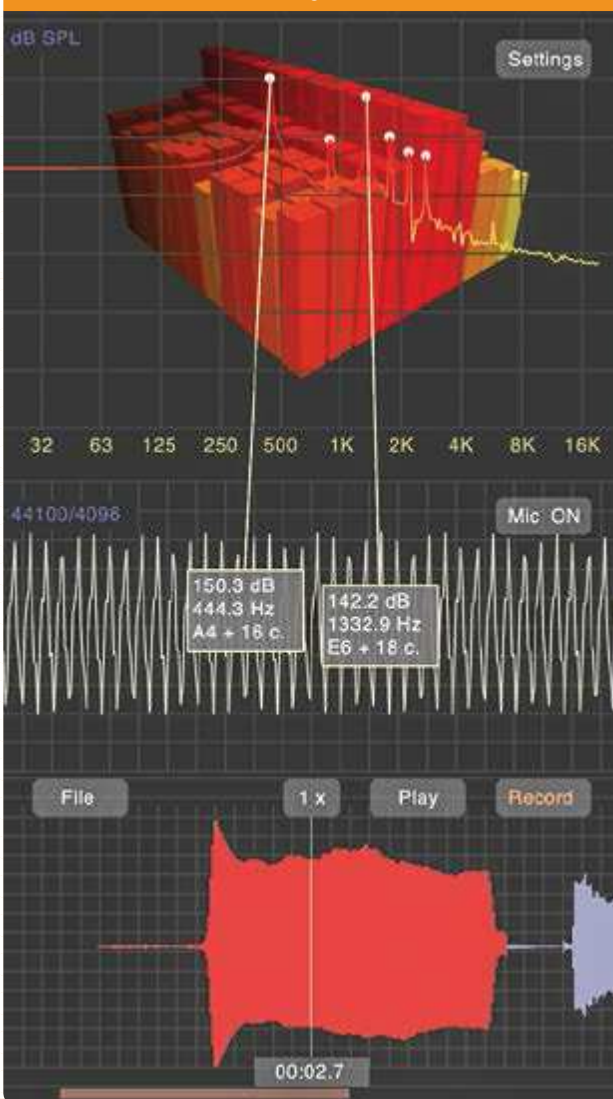 dB SPL
Settings
32 63 125 250 500 1K 2K 4K 8K 16K
44100/4096
Mic ON
150.3 dB
444.3 Hz
A4 + 16 c.
142.2 dB
1332.9 Hz
E6 + 18 c.
File 1 x Play Record
00:02.7